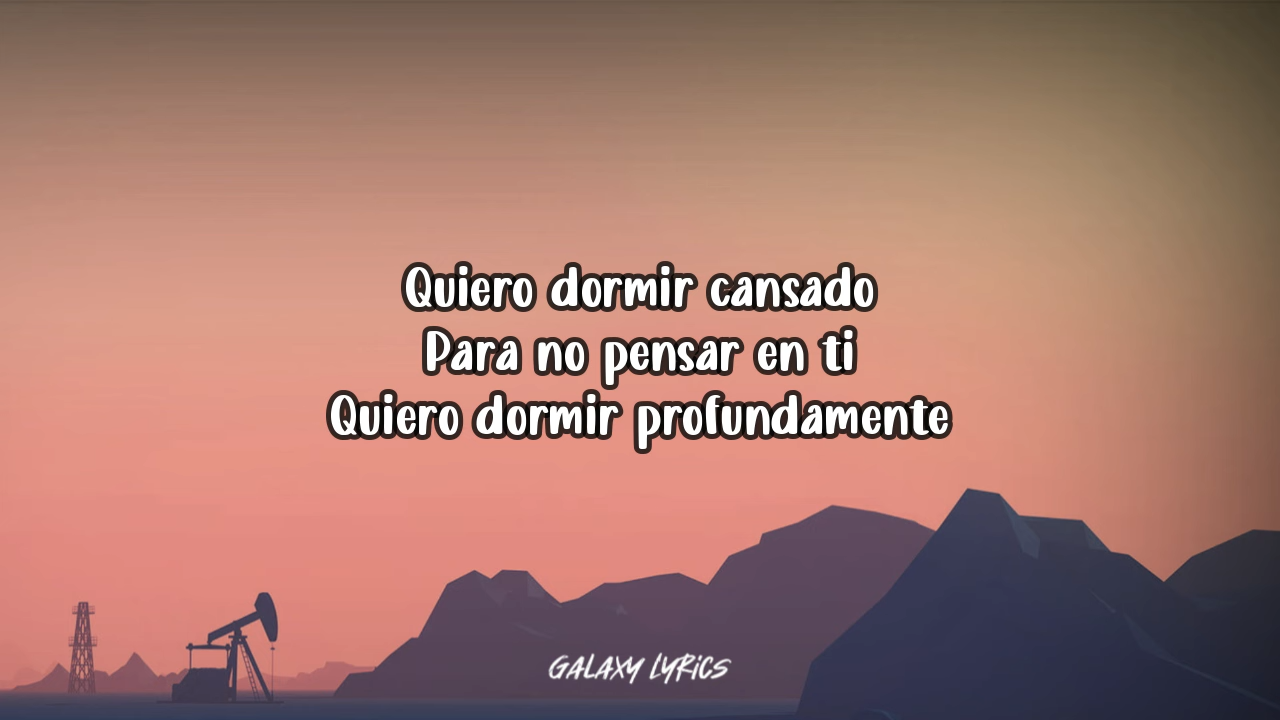 Quiero dormir cansado
Para no pensar en ti
Quiero dormir profundamente
GALAXY LYRiCS